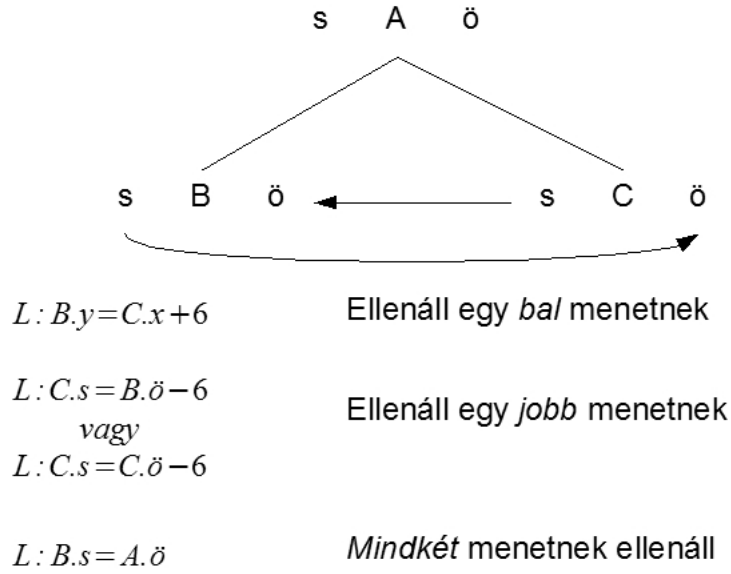 s A ö
s B ö s C ö
L : B.y=C.x+6 Ellenáll egy bal menetnek
L : C.s=B.ö−6
vagy
L : C.s=C.ö−6
Ellenáll egy jobb menetnek
L : B.s=A.ö Mindkét menetnek ellenáll